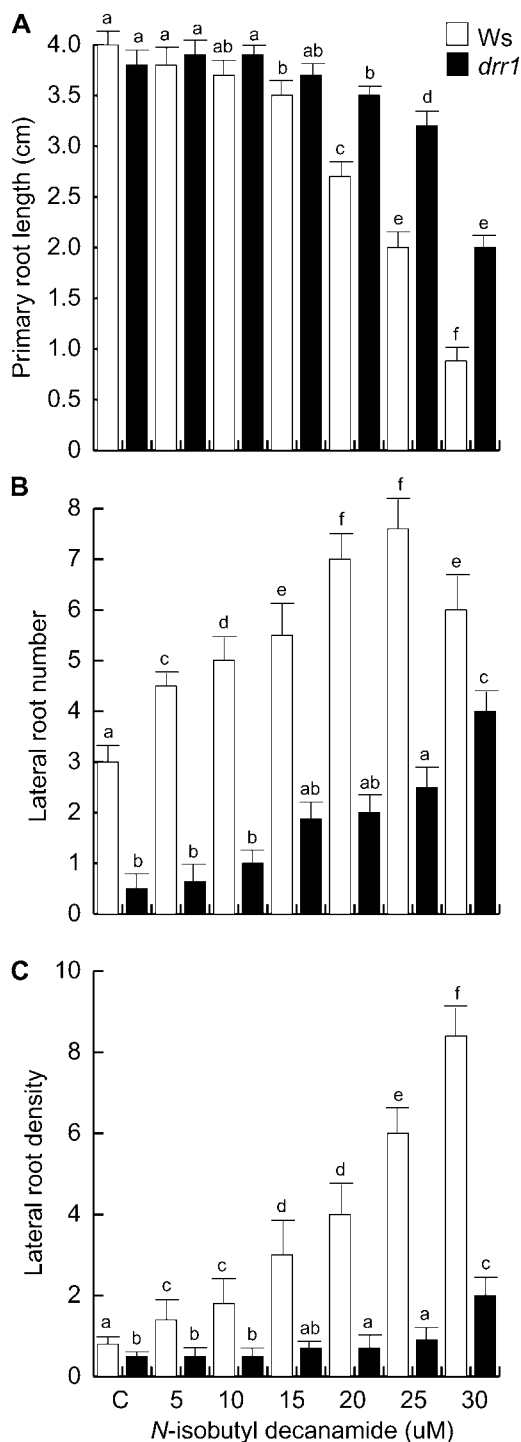 A
Ws
drr1
Primary root length (cm)
4.0
3.5
3.0
2.5
2.0
1.5
1.0
0.5
0
a a a a ab a b ab c b e d f e
B
Lateral root number
8
7
6
5
4
3
2
1
0
a b c b d b e ab f ab f a e c
C
Lateral root density
10
8
6
4
2
0
a b c b c b d ab d a e a f c
C 5 10 15 20 25 30
N-isobutyl decanamide (uM)